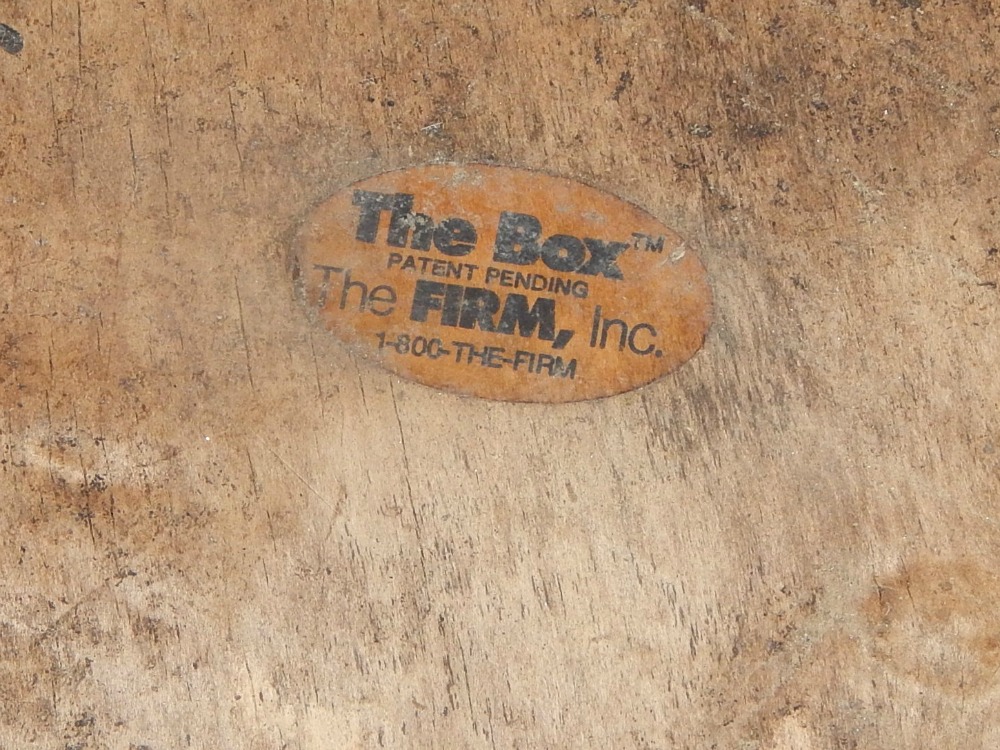 The Box™
PATENT PENDING
The FIRM, Inc.
1-800-THE-FIRM